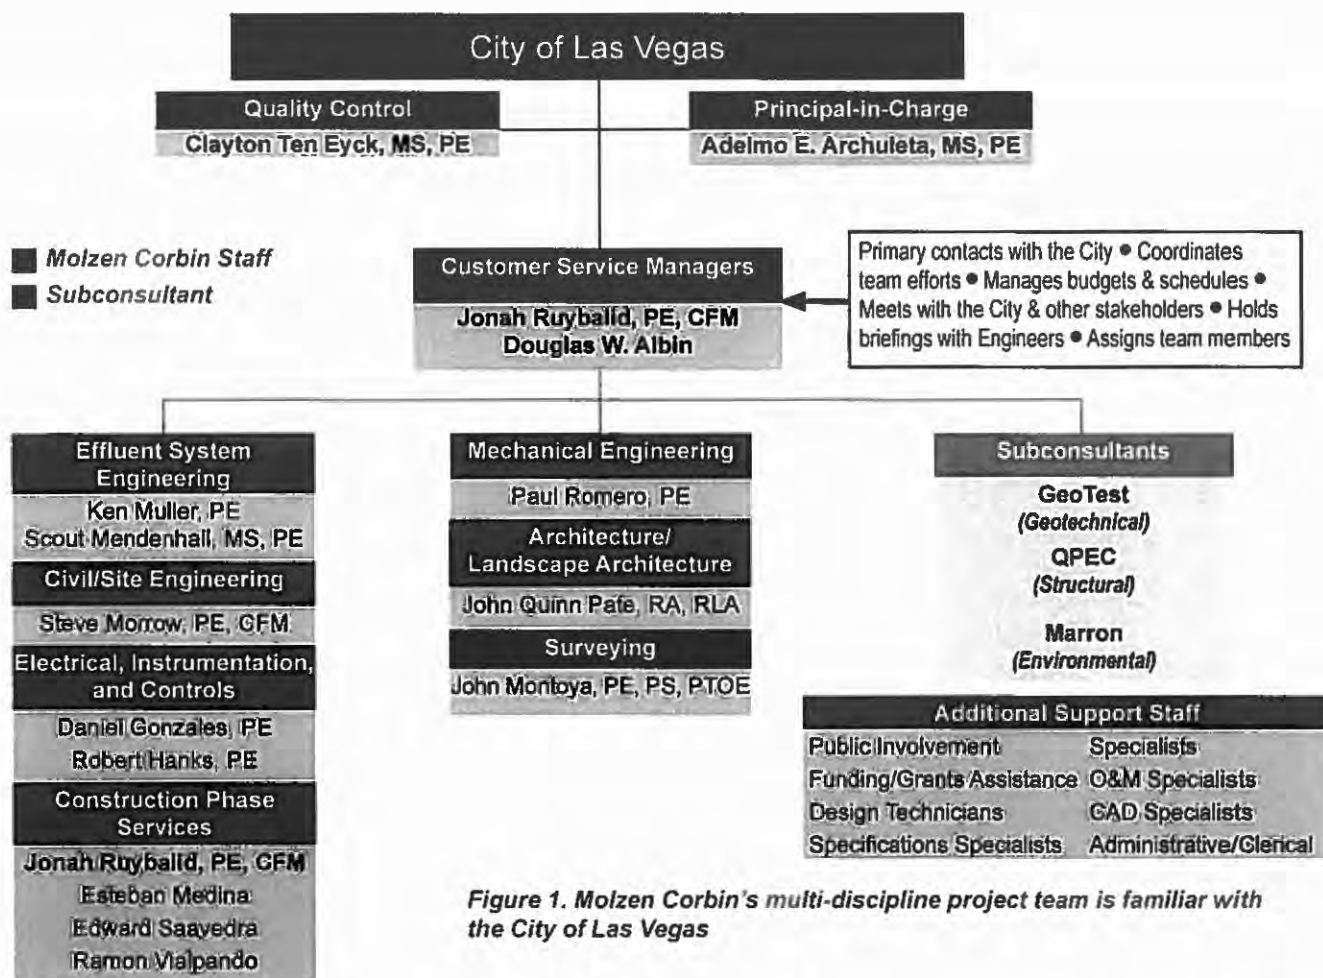 City of Las Vegas
Quality Control
Clayton Ten Eyck, MS, PE
Principal-in-Charge
Adelmo E. Archuleta, MS, PE
Molzen Corbin Staff
Subconsultant
Customer Service Managers
Jonah Ruybalid, PE, CFM
Douglas W. Albin
Primary contacts with the City ● Coordinates
team efforts ● Manages budgets & schedules ●
Meets with the City & other stakeholders ● Holds
briefings with Engineers ● Assigns team members
Effluent System
Engineering
Ken Muller, PE
Scout Mendenhall, MS, PE
Civil/Site Engineering
Steve Morrow, PE, CFM
Electrical, Instrumentation,
and Controls
Daniel Gonzales, PE
Robert Hanks, PE
Construction Phase
Services
Jonah Ruybalid, PE, CFM
Esteban Medina
Edward Saavedra
Ramon Vialpando
Mechanical Engineering
Paul Romero, PE
Architecture/
Landscape Architecture
John Quinn Pate, RA, RLA
Surveying
John Montoya, PE, PS, PTOE
Subconsultants
GeoTest
(Geotechnical)
QPEC
(Structural)
Marron
(Environmental)
Additional Support Staff
Public Involvement Specialists
Funding/Grants Assistance O&M Specialists
Design Technicians CAD Specialists
Specifications Specialists Administrative/Clerical
Figure 1. Molzen Corbin's multi-discipline project team is familiar with
the City of Las Vegas